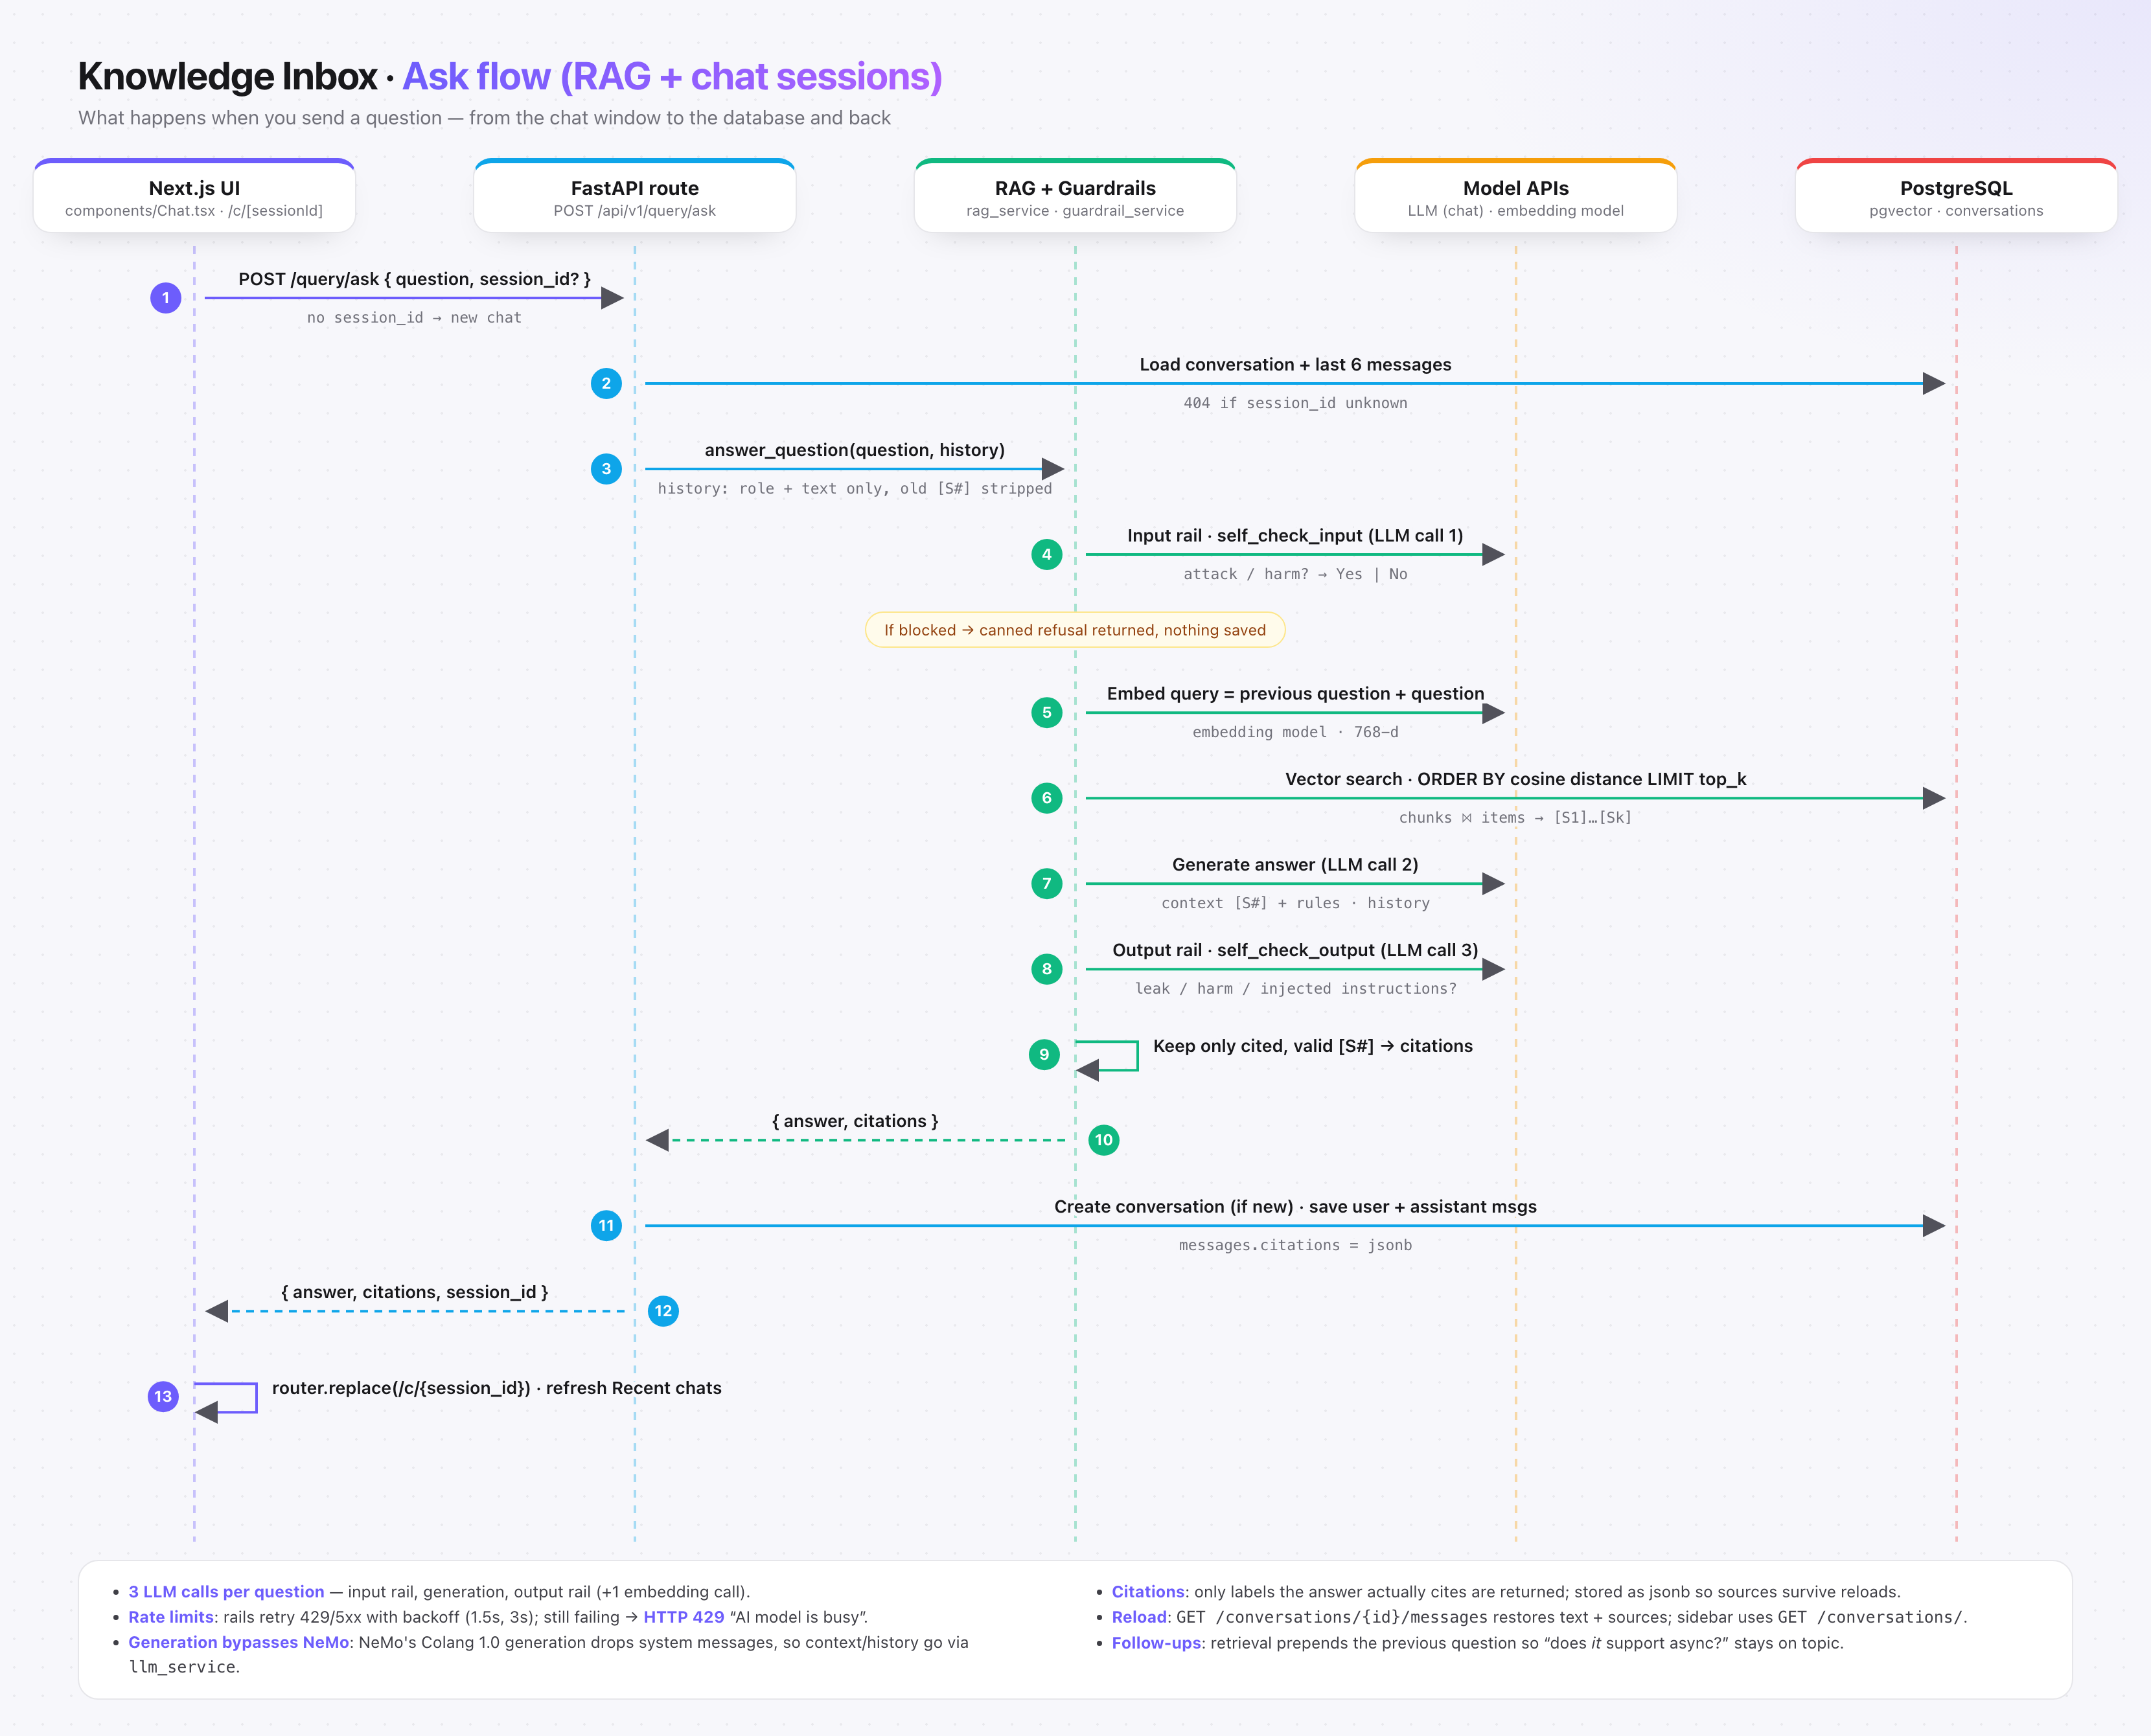 Knowledge Inbox · Ask flow (RAG + chat sessions)
What happens when you send a question — from the chat window to the database and back
Next.js UI
components/Chat.tsx · /c/[sessionId]
FastAPI route
POST /api/v1/query/ask
RAG + Guardrails
rag_service · guardrail_service
Model APIs
LLM (chat) · embedding model
PostgreSQL
pgvector · conversations
1
POST /query/ask { question, session_id? }
no session_id → new chat
2
Load conversation + last 6 messages
404 if session_id unknown
3
answer_question(question, history)
history: role + text only, old [S#] stripped
4
Input rail · self_check_input (LLM call 1)
attack / harm? → Yes | No
If blocked → canned refusal returned, nothing saved
5
Embed query = previous question + question
embedding model · 768-d
6
Vector search · ORDER BY cosine distance LIMIT top_k
chunks ⋈ items → [S1]…[Sk]
7
Generate answer (LLM call 2)
context [S#] + rules · history
8
Output rail · self_check_output (LLM call 3)
leak / harm / injected instructions?
9
Keep only cited, valid [S#] → citations
{ answer, citations }
10
11
Create conversation (if new) · save user + assistant msgs
messages.citations = jsonb
{ answer, citations, session_id }
12
13
router.replace(/c/{session_id}) · refresh Recent chats
• 3 LLM calls per question — input rail, generation, output rail (+1 embedding call).
• Rate limits: rails retry 429/5xx with backoff (1.5s, 3s); still failing → HTTP 429 “AI model is busy”.
• Generation bypasses NeMo: NeMo's Colang 1.0 generation drops system messages, so context/history go via
llm_service.
• Citations: only labels the answer actually cites are returned; stored as jsonb so sources survive reloads.
• Reload: GET /conversations/{id}/messages restores text + sources; sidebar uses GET /conversations/.
• Follow-ups: retrieval prepends the previous question so “does it support async?” stays on topic.